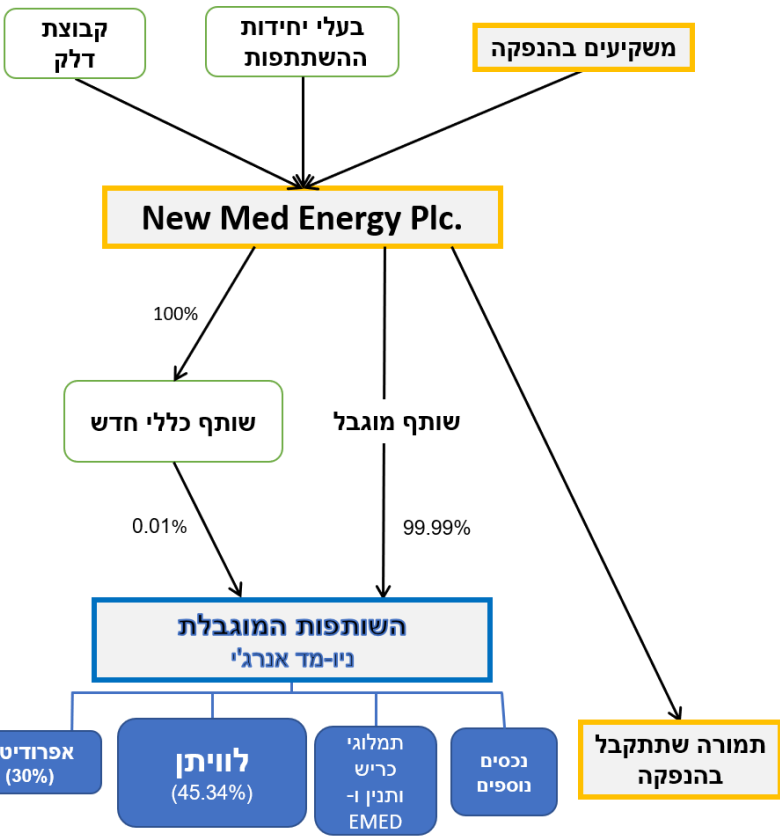 קבוצת
דלק
בעלי יחידות
ההשתתפות
משקיעים בהנפקה
New Med Energy Plc.
100%
שותף כללי חדש
שותף מוגבל
0.01%
99.99%
השותפות המוגבלת
ניו-מד אנרג'י
אפרודיט
(30%)
לוויתן
(45.34%)
תמלוגי
כריש
ותנין ו-
EMED
נכסים
נוספים
תמורה שתתקבל
בהנפקה